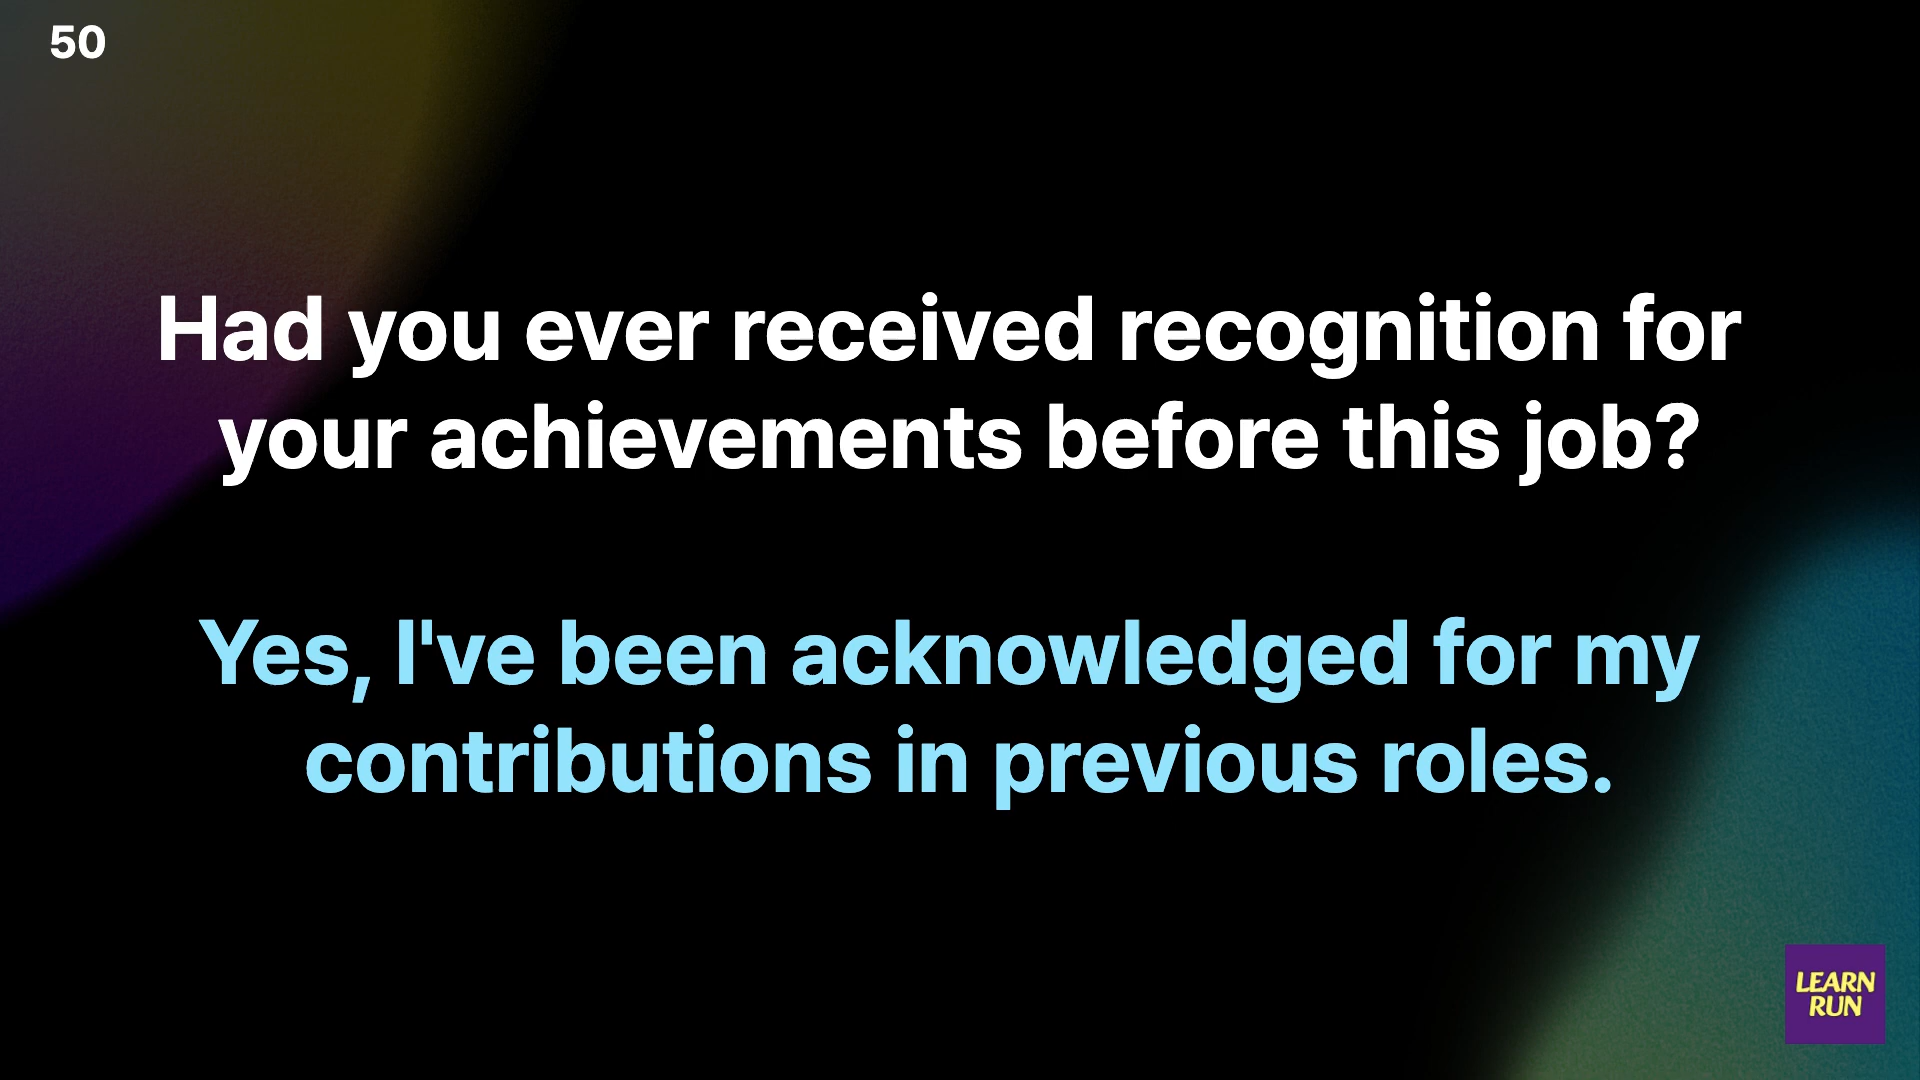 50
Had you ever received recognition for
your achievements before this job?
Yes, I've been acknowledged for my
contributions in previous roles.
LEARN
RUN